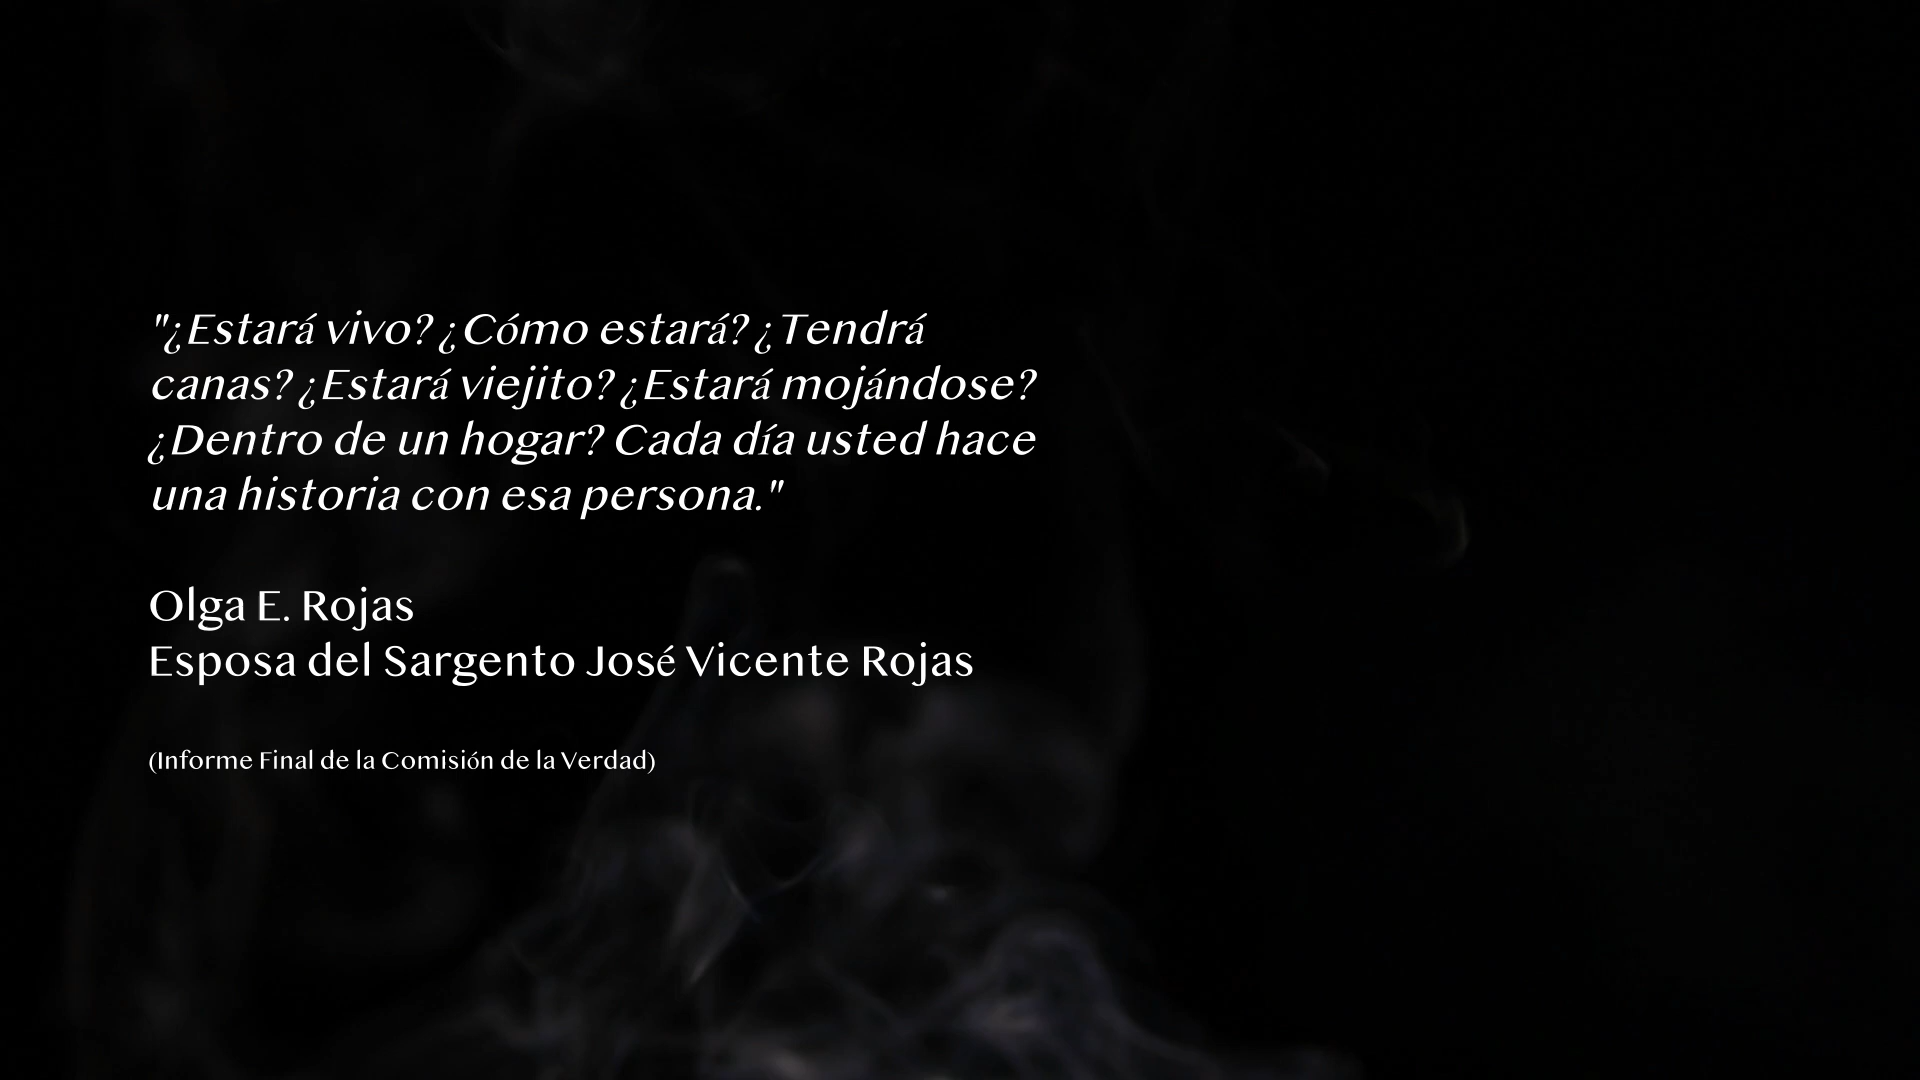 "¿Estará vivo? ¿Cómo estará? ¿Tendrá
canas? ¿Estará viejito? ¿Estará mojándose?
¿Dentro de un hogar? Cada día usted hace
una historia con esa persona."
Olga E. Rojas
Esposa del Sargento José Vicente Rojas
(Informe Final de la Comisión de la Verdad)